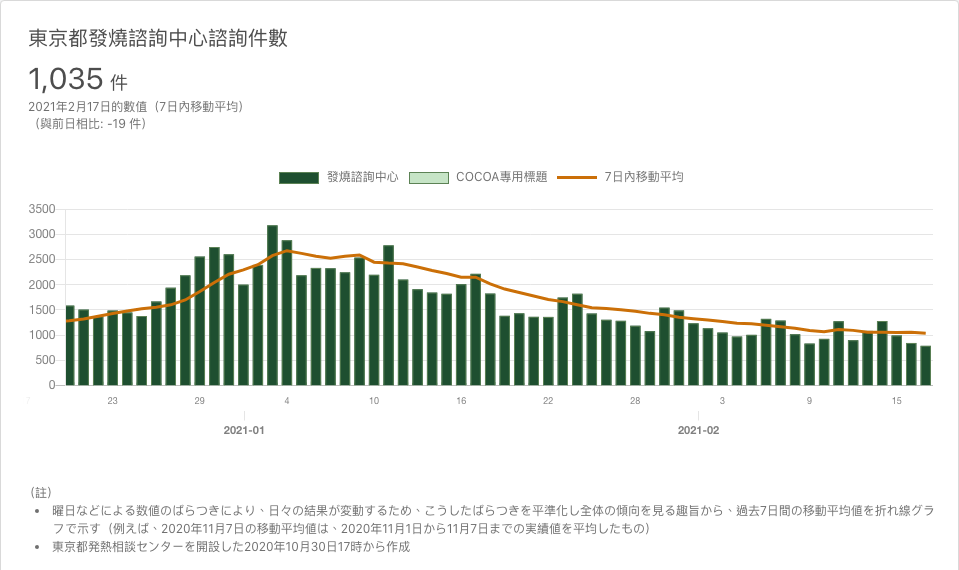 東京都發燒諮詢中心諮詢件數
1,035 件
2021年2月17日的數值（7日內移動平均）
（與前日相比: -19 件）
發燒諮詢中心 COCOA專用標題 7日內移動平均
3500
3000
2500
2000
1500
1000
500
0
23 29 4 10 16 22 28 3 9 15
2021-01 2021-02
（註）
• 曜日などによる数値のばらつきにより、日々の結果が変動するため、こうしたばらつきを平準化し全体の傾向を見る趣旨から、過去7日間の移動平均値を折れ線グラ
フで示す（例えば、2020年11月7日の移動平均値は、2020年11月1日から11月7日までの実績値を平均したもの）
• 東京都発熱相談センターを開設した2020年10月30日17時から作成